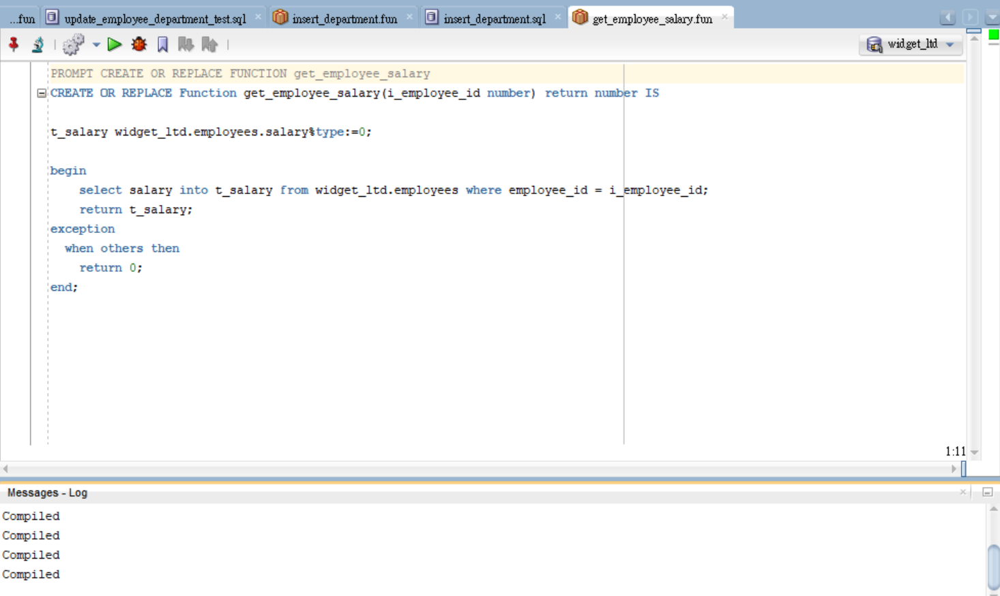 ...fun update_employee_department_test.sql insert_department.fun insert_department.sql get_employee_salary.fun
widget_ltd
PROMPT CREATE OR REPLACE FUNCTION get_employee_salary
CREATE OR REPLACE Function get_employee_salary(i_employee_id number) return number IS
t_salary widget_ltd.employees.salary%type:=0;
begin
select salary into t_salary from widget_ltd.employees where employee_id = i_employee_id;
return t_salary;
exception
when others then
return 0;
end;
1:11
Messages - Log
Compiled
Compiled
Compiled
Compiled